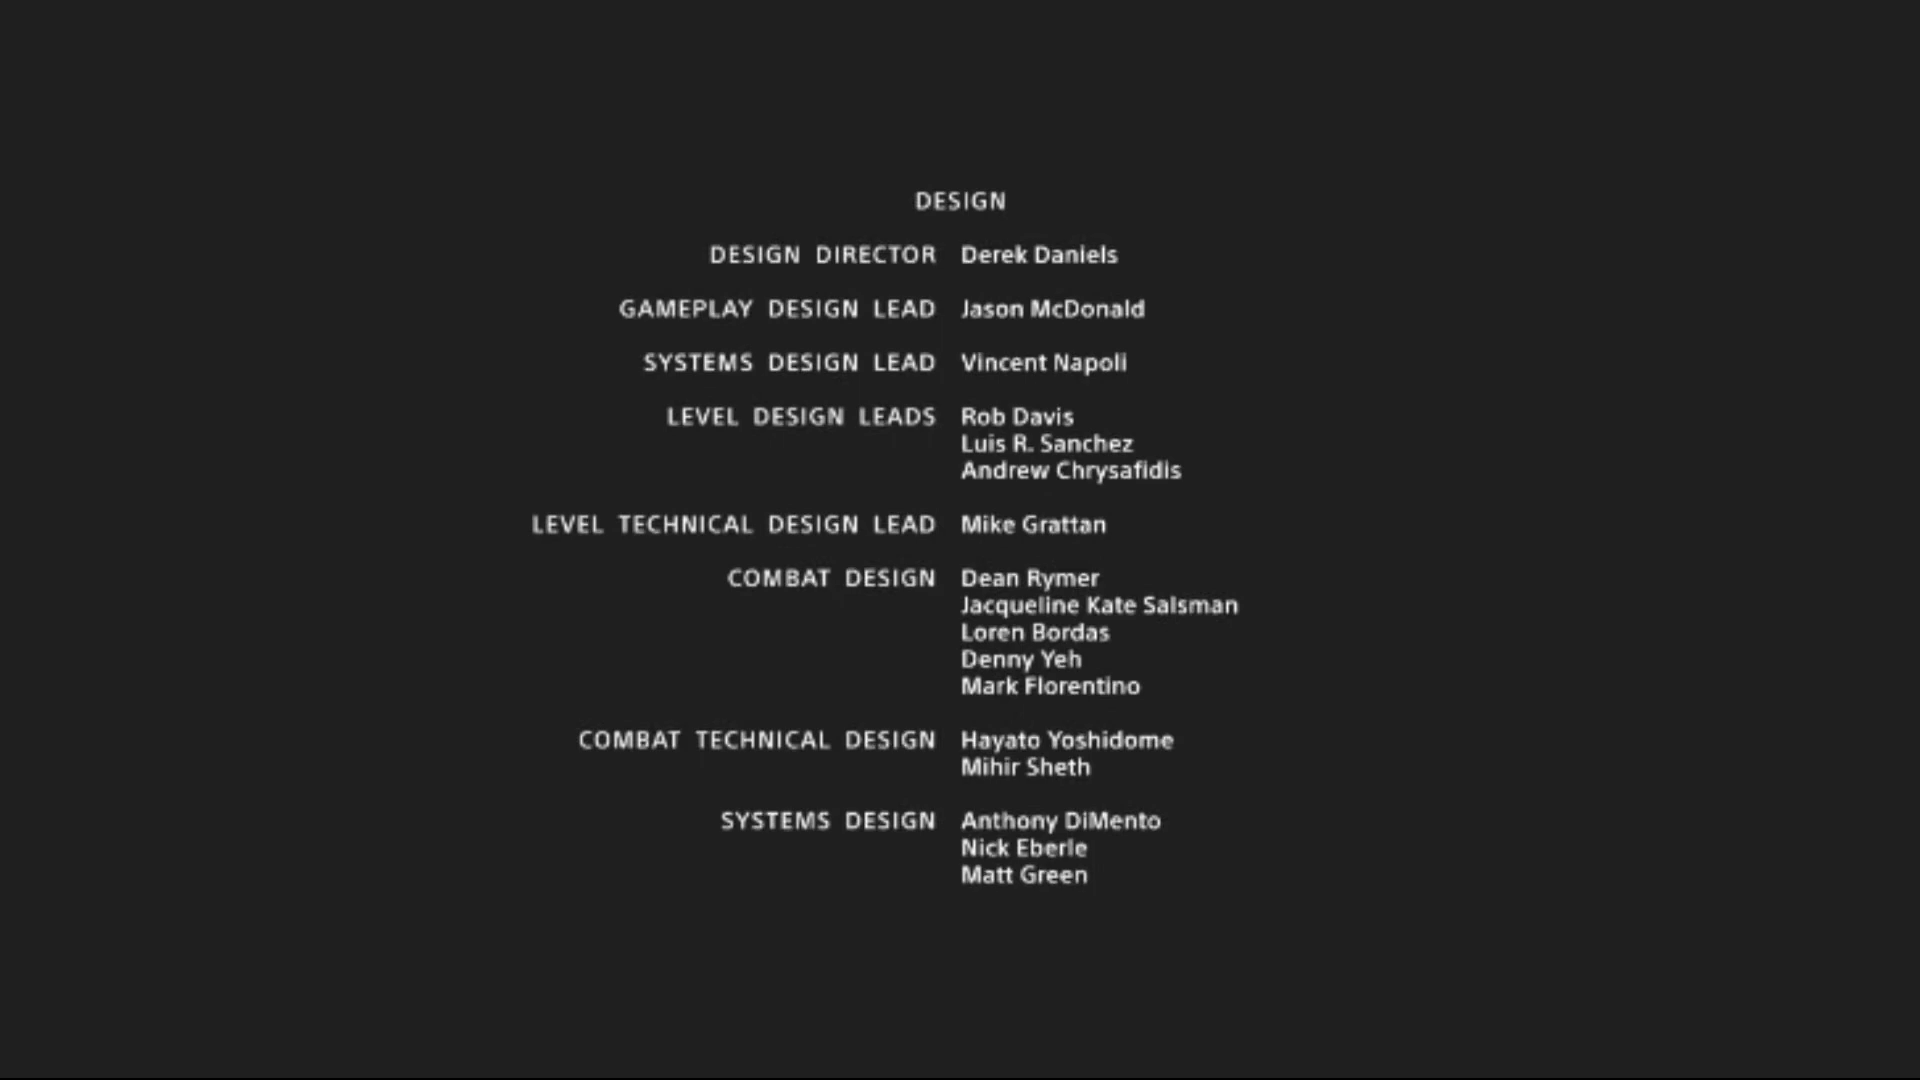 DESIGN
DESIGN DIRECTOR Derek Daniels
GAMEPLAY DESIGN LEAD Jason McDonald
SYSTEMS DESIGN LEAD Vincent Napoli
LEVEL DESIGN LEADS Rob Davis
Luis R. Sanchez
Andrew Chrysafidis
LEVEL TECHNICAL DESIGN LEAD Mike Grattan
COMBAT DESIGN Dean Rymer
Jacqueline Kate Salsman
Loren Bordas
Denny Yeh
Mark Florentino
COMBAT TECHNICAL DESIGN Hayato Yoshidome
Mihir Sheth
SYSTEMS DESIGN Anthony DiMento
Nick Eberle
Matt Green